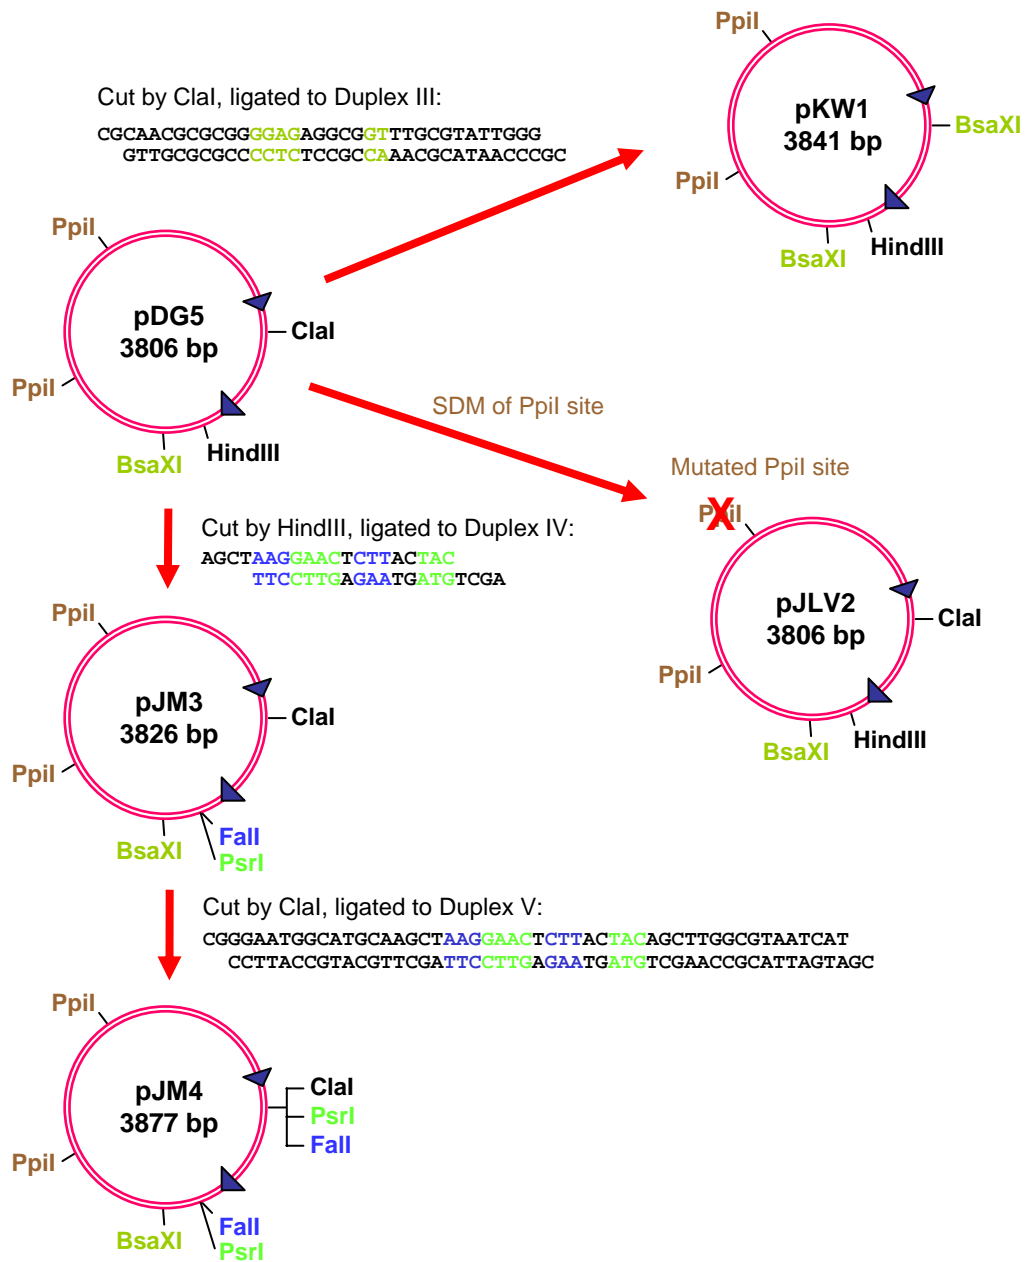 PpiI
pKW1
3841 bp
BsaXI
PpiI
HindIII
BsaXI
Cut by ClaI, ligated to Duplex III:
CGCAACGCGCGGGGAGAGGCGGTTTGCGTATTGGG
GTTGCGCGCCCCTCTCCGCCAAACGCATAACCCGC
PpiI
pDG5
3806 bp
ClaI
PpiI
HindIII
BsaXI
SDM of PpiI site
Mutated PpiI site
PpiI
X
pJLV2
3806 bp
ClaI
PpiI
HindIII
BsaXI
Cut by HindIII, ligated to Duplex IV:
AGCTAAGGAACTCTTACTAC
TTCCTTGAGAATGATGTCGA
PpiI
pJM3
3826 bp
ClaI
PpiI
FalI
BsaXI
PsrI
Cut by ClaI, ligated to Duplex V:
CGGGAATGGCATGCAAGCTAAGGAACTCTTACTACAGCTTGGCGTAATCAT
CCTTACCGTACGTTCGATTCCTTGAGAATGATGTCGAACCGCATTAGTAGC
PpiI
pJM4
3877 bp
ClaI
PsrI
FalI
PpiI
FalI
BsaXI
PsrI